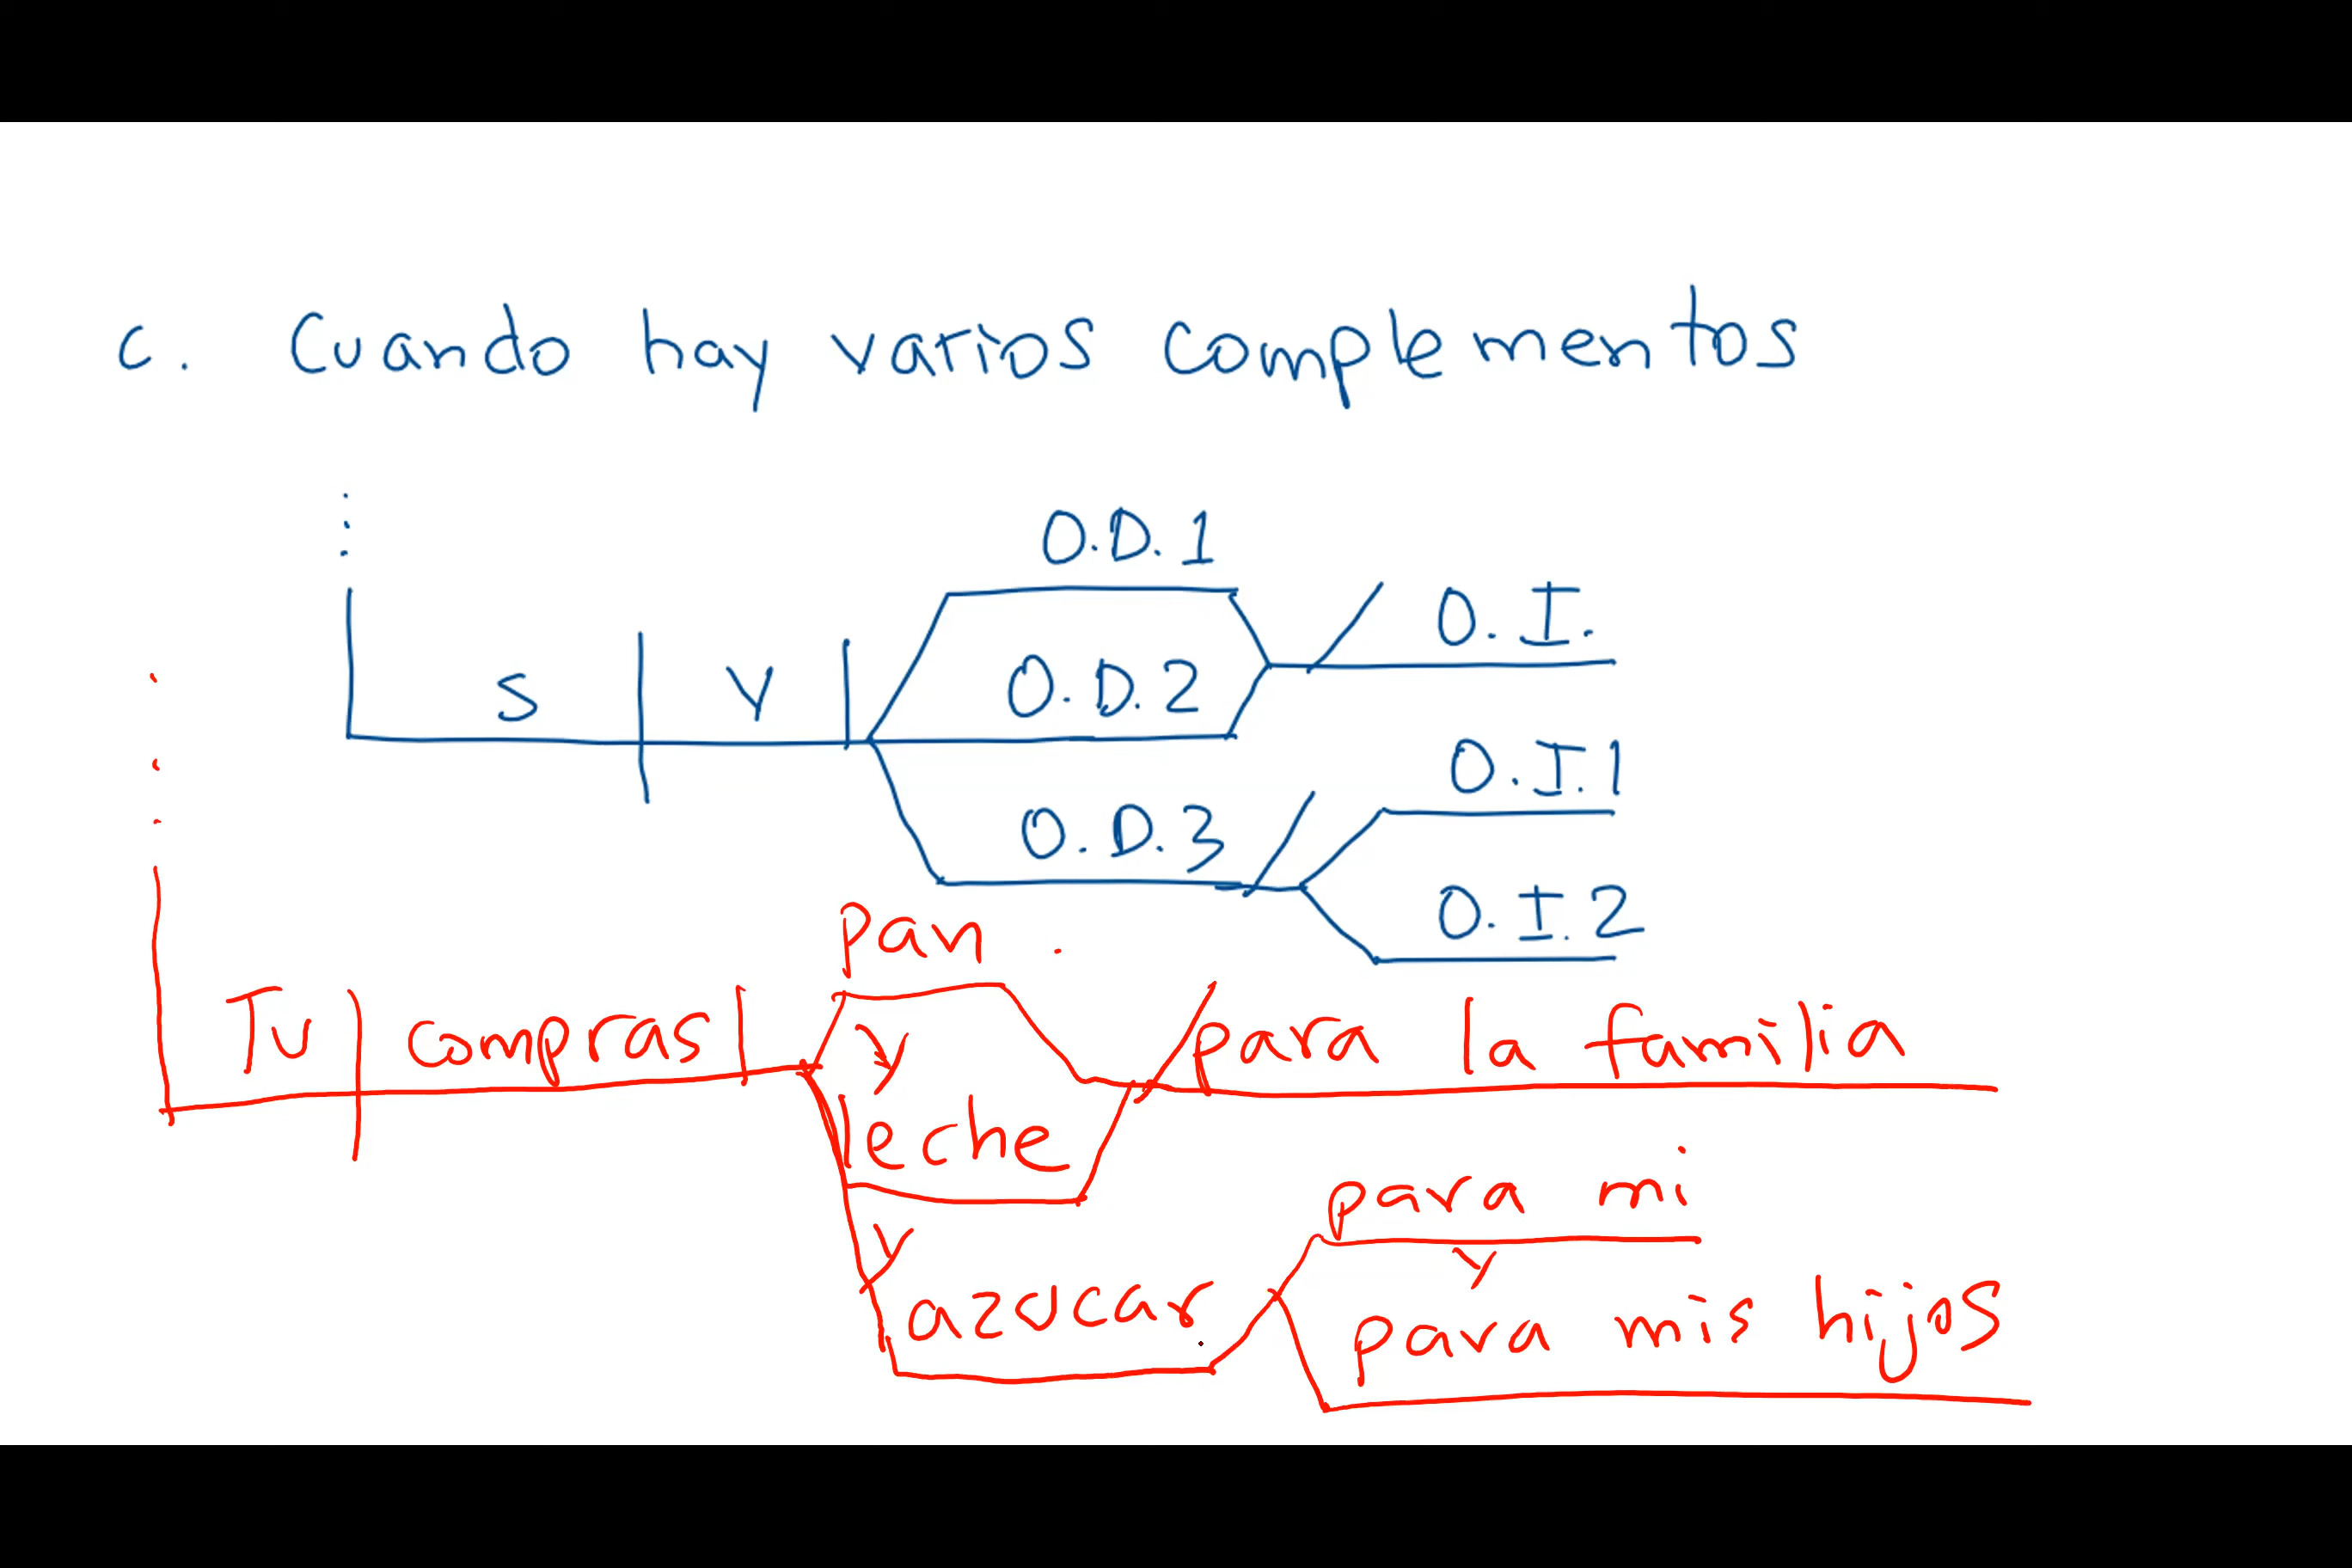 c. Cuando hay varios complementos
O.D.1
O.I.
S V O.D.2
O.I.1
O.D.3
O.I.2
pan
Tu compras y para la familia
leche
para mi
y y
azucar para mis hijos